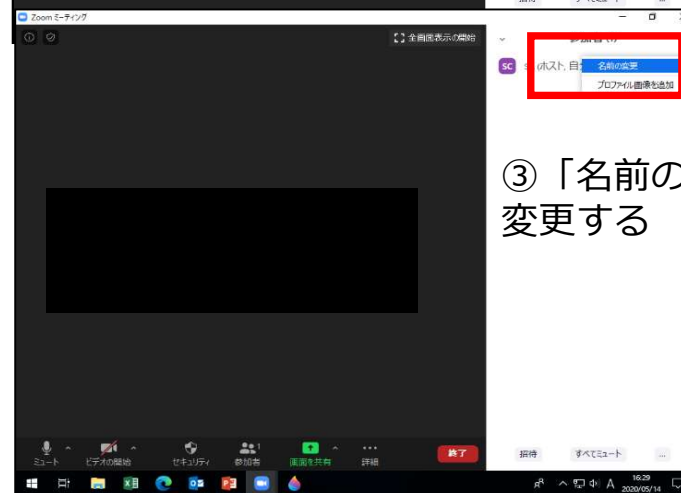 Zoom ミーティング
全画面表示の開始
(ホスト, 自
名前の変更
プロファイル画像を追加
SC
③「名前の
変更する
ミュート
ビデオの開始
セキュリティ
参加者
1
画面を共有
詳細
終了
招待
すべてミュート
...
A
16:29
2020/05/14